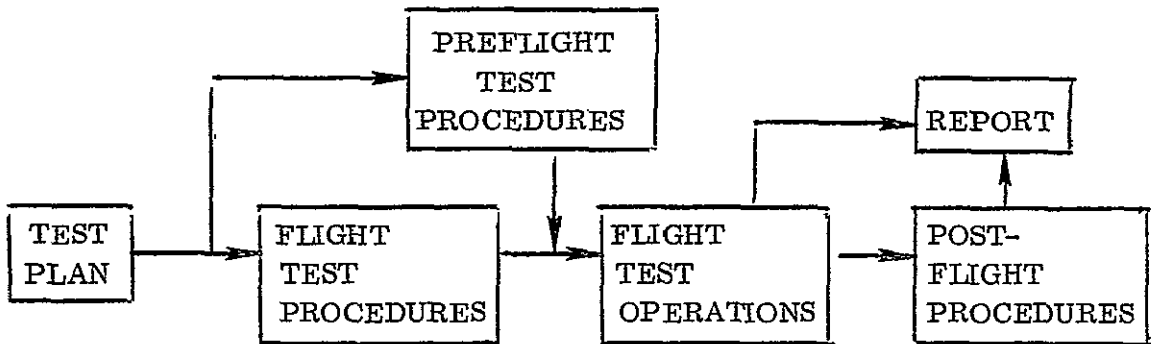 PREFLIGHT
TEST
PROCEDURES
REPORT
TEST
PLAN
FLIGHT
TEST
PROCEDURES
FLIGHT
TEST
OPERATIONS
POST-
FLIGHT
PROCEDURES